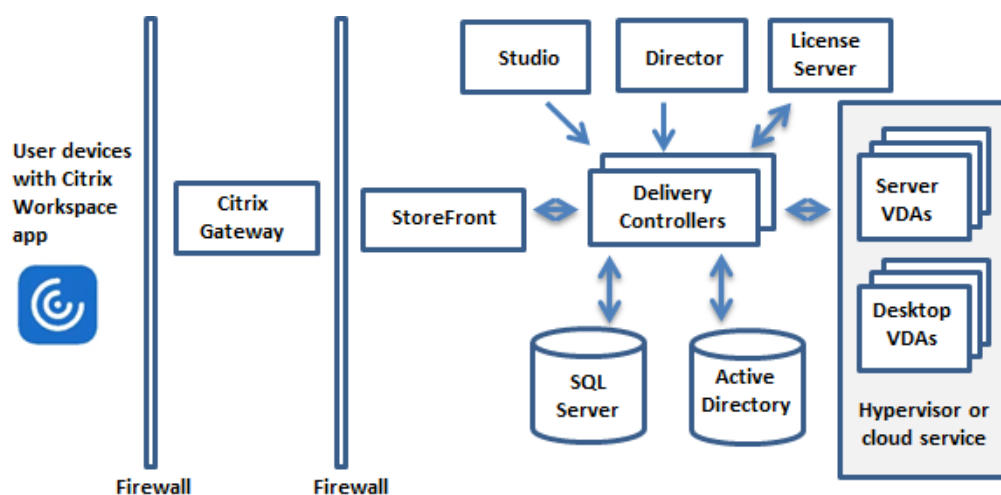 User devices
with Citrix
Workspace
app
Firewall
Citrix
Gateway
Firewall
StoreFront
Studio
Director
License
Server
Delivery
Controllers
SQL
Server
Active
Directory
Server
VDAs
Desktop
VDAs
Hypervisor or
cloud service